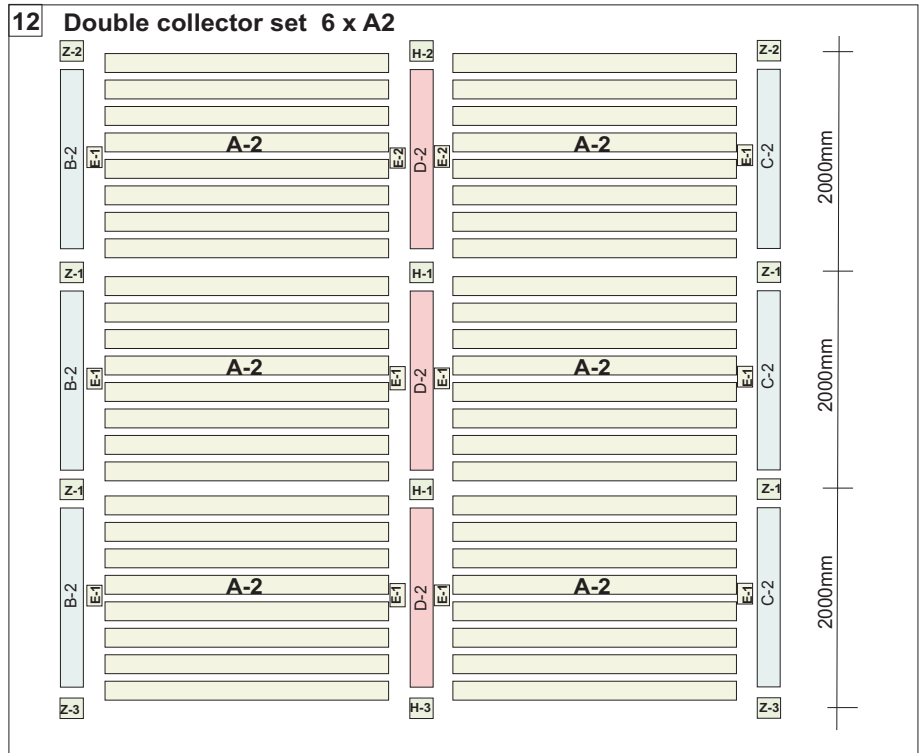 12 Double collector set 6 x A2
Z-2 H-2 Z-2
B-2 E-1 A-2 E-2 D-2 E-2 A-2 E-1 C-2 2000mm
Z-1 H-1 Z-1
B-2 E-1 A-2 E-1 D-2 E-1 A-2 E-1 C-2 2000mm
Z-1 H-1 Z-1
B-2 E-1 A-2 E-1 D-2 E-1 A-2 E-1 C-2 2000mm
Z-3 H-3 Z-3